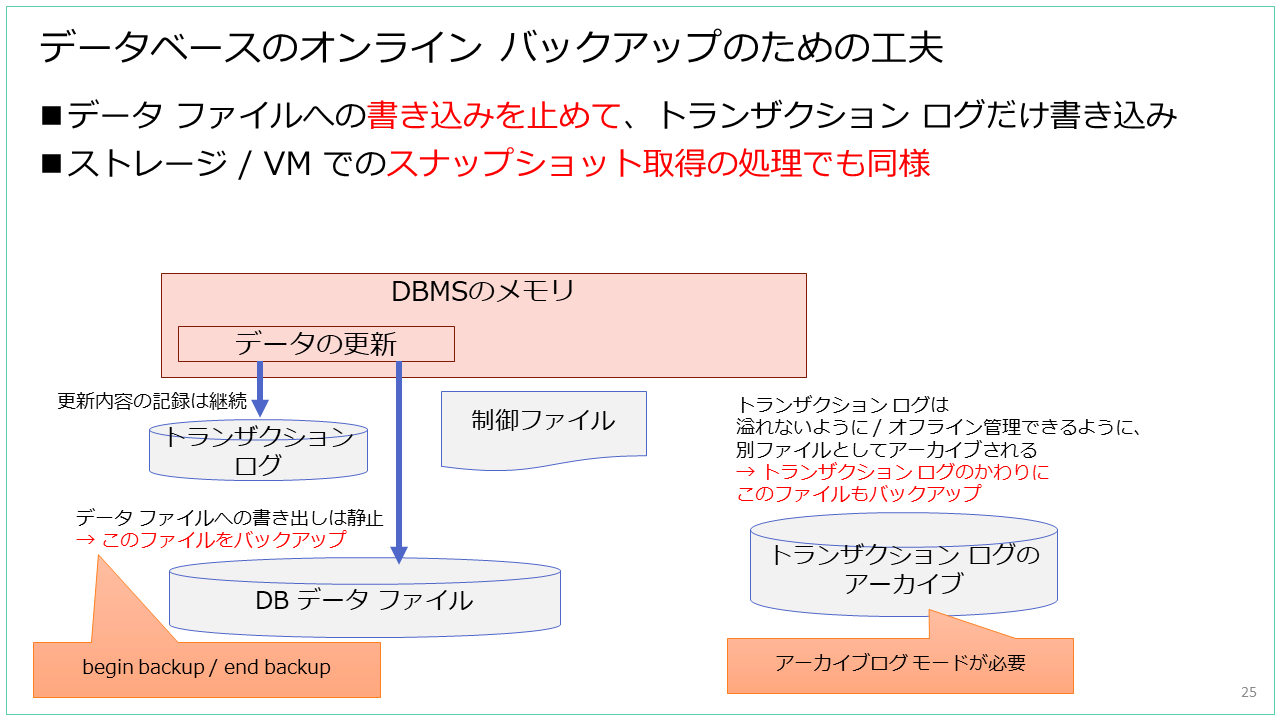 データベースのオンライン バックアップのための工夫
■データ ファイルへの書き込みを止めて、トランザクション ログだけ書き込み
■ストレージ / VM でのスナップショット取得の処理でも同様
DBMSのメモリ
データの更新
更新内容の記録は継続
トランザクション
ログ
制御ファイル
トランザクション ログは
溢れないように / オフライン管理できるように、
別ファイルとしてアーカイブされる
→ トランザクション ログのかわりに
このファイルもバックアップ
データ ファイルへの書き出しは静止
→ このファイルをバックアップ
DB データ ファイル
トランザクション ログの
アーカイブ
begin backup / end backup
アーカイブログ モードが必要
25